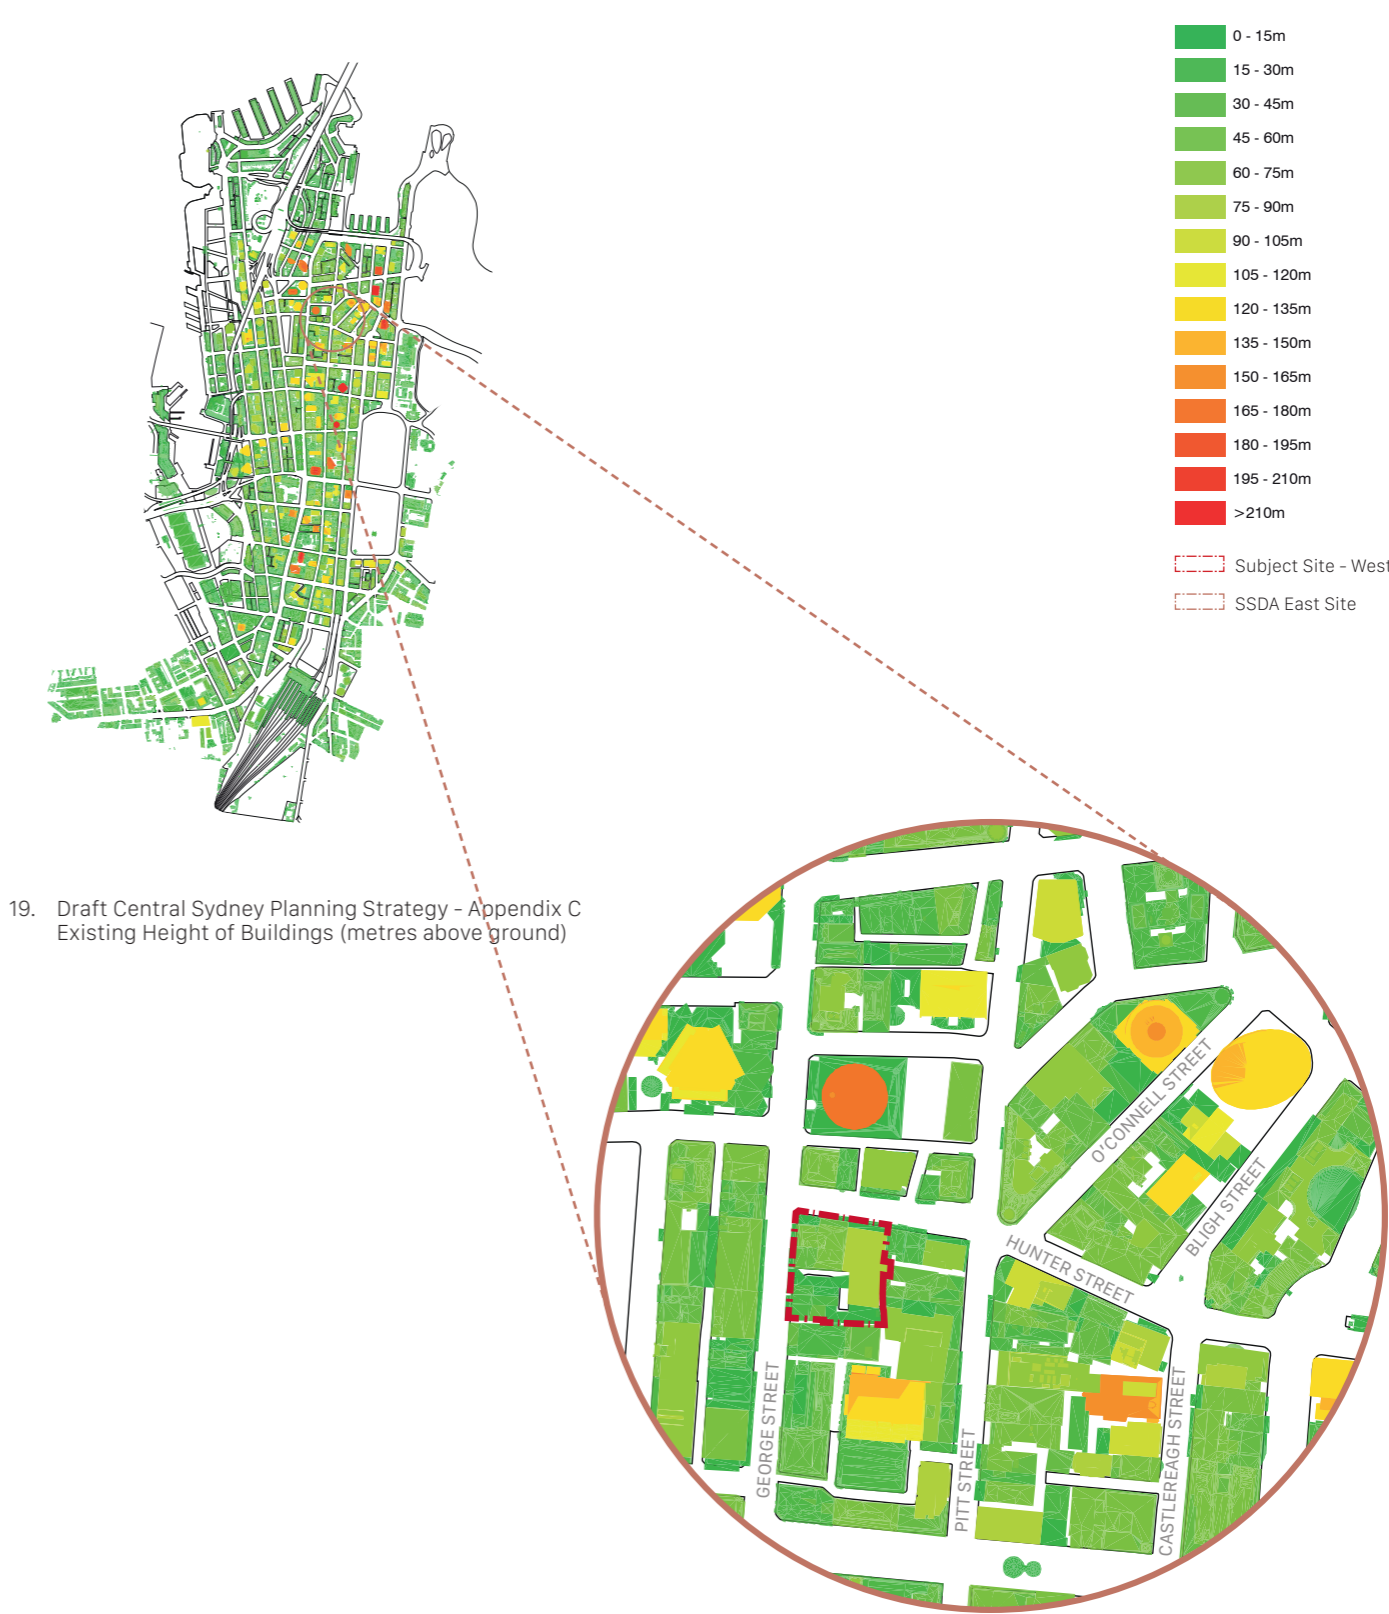 0 - 15m
15 - 30m
30 - 45m
45 - 60m
60 - 75m
75 - 90m
90 - 105m
105 - 120m
120 - 135m
135 - 150m
150 - 165m
165 - 180m
180 - 195m
195 - 210m
>210m
Subject Site - West
SSDA East Site
19. Draft Central Sydney Planning Strategy - Appendix C
Existing Height of Buildings (metres above ground)
O'CONNELL STREET
BLIGH STREET
HUNTER STREET
GEORGE STREET
PITT STREET
CASTLEREAGH STREET